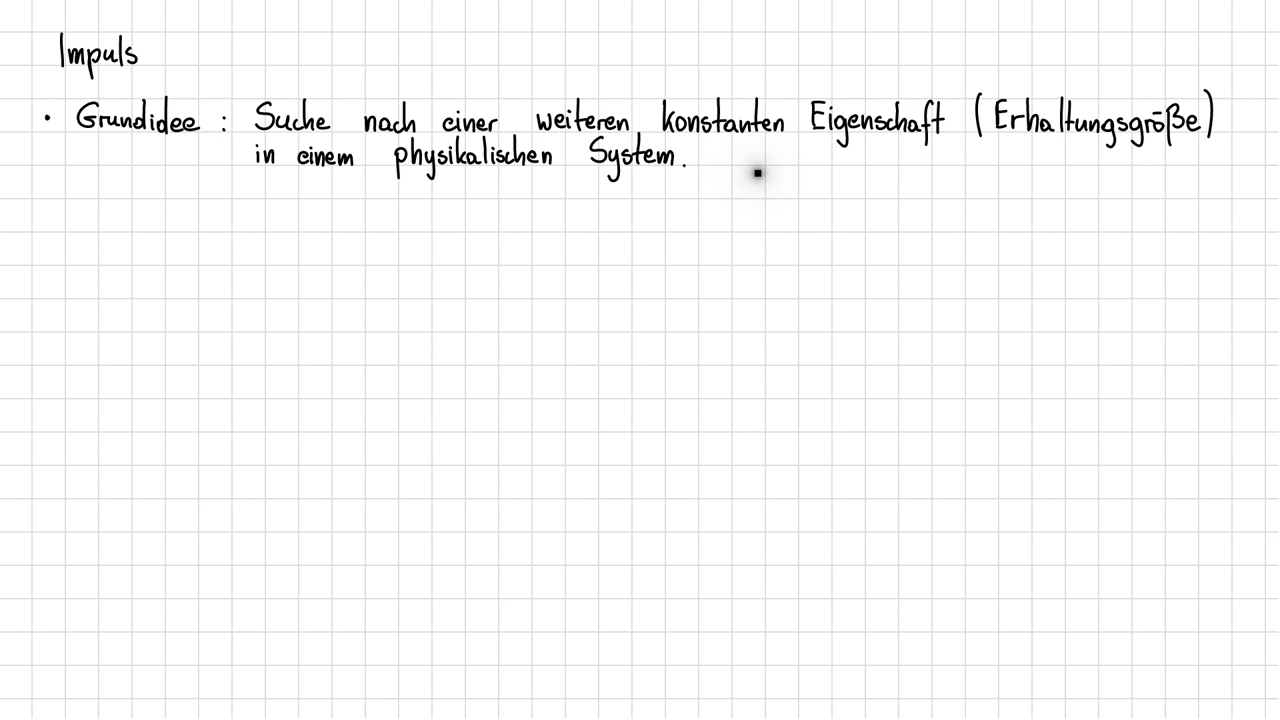 Impuls
• Grundidee : Suche nach einer weiteren, konstanten Eigenschaft (Erhaltungsgröße)
in einem physikalischen System.